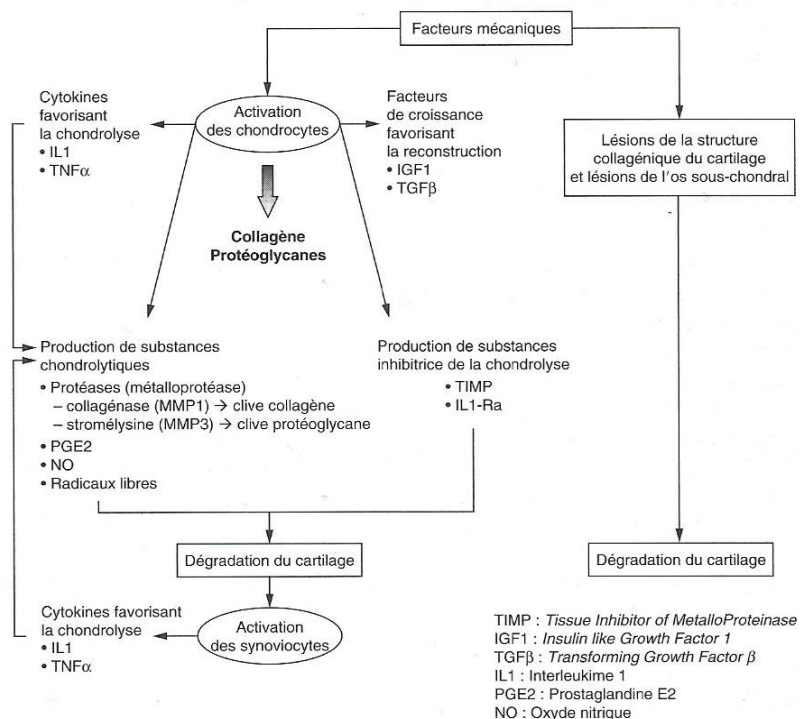 Facteurs mécaniques
Cytokines
favorisant
la chondrolyse
• IL1
• TNFα
Activation
des chondrocytes
Facteurs
de croissance
favorisant
la reconstruction
• IGF1
• TGFβ
Lésions de la structure
collagénique du cartilage
et lésions de l'os sous-chondral
Collagène
Protéoglycanes
Production de substances
chondrolytiques
• Protéases (métalloprotéase)
– collagénase (MMP1) → clive collagène
– stromélysine (MMP3) → clive protéoglycane
• PGE2
• NO
• Radicaux libres
Production de substances
inhibitrice de la chondrolyse
• TIMP
• IL1-Ra
Dégradation du cartilage
Dégradation du cartilage
Cytokines favorisant
la chondrolyse
• IL1
• TNFα
Activation
des synoviocytes
TIMP : Tissue Inhibitor of MetalloProteinase
IGF1 : Insulin like Growth Factor 1
TGFβ : Transforming Growth Factor β
IL1 : Interleukime 1
PGE2 : Prostaglandine E2
NO : Oxyde nitrique